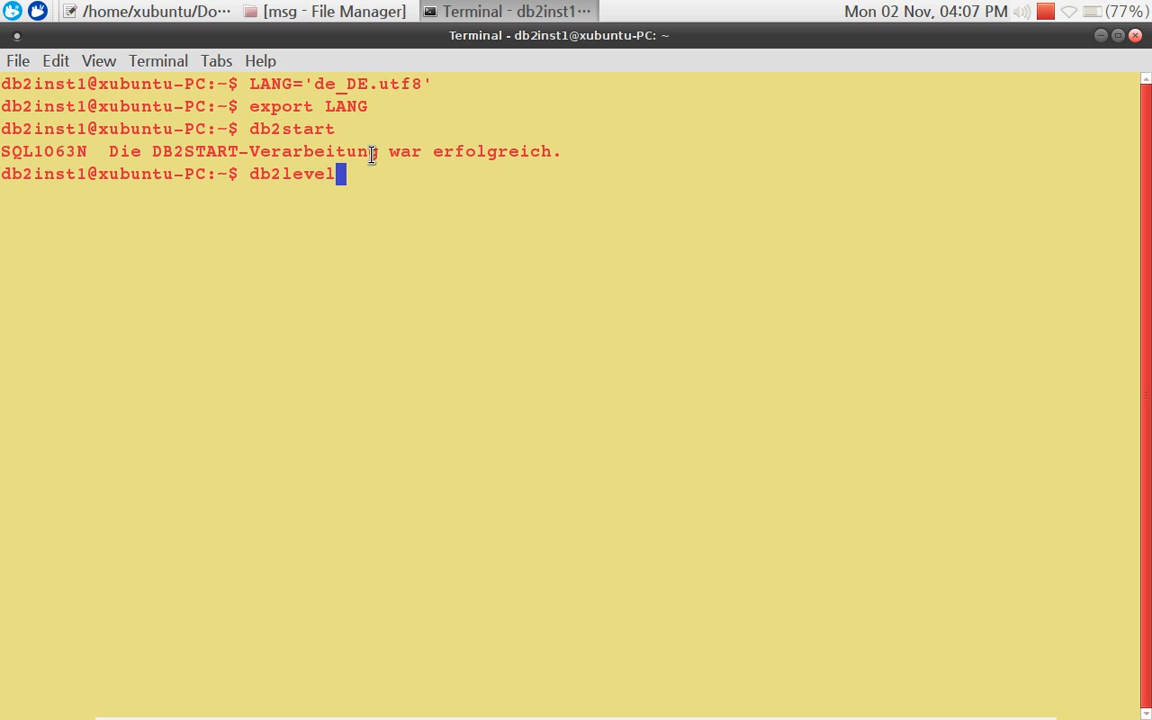 /home/xubuntu/Do··· [msg - File Manager] Terminal - db2inst1··· Mon 02 Nov, 04:07 PM (77%)
Terminal - db2inst1@xubuntu-PC: ~
File Edit View Terminal Tabs Help
db2inst1@xubuntu-PC:~$ LANG='de_DE.utf8'
db2inst1@xubuntu-PC:~$ export LANG
db2inst1@xubuntu-PC:~$ db2start
SQL1063N  Die DB2START-Verarbeitung war erfolgreich.
db2inst1@xubuntu-PC:~$ db2level